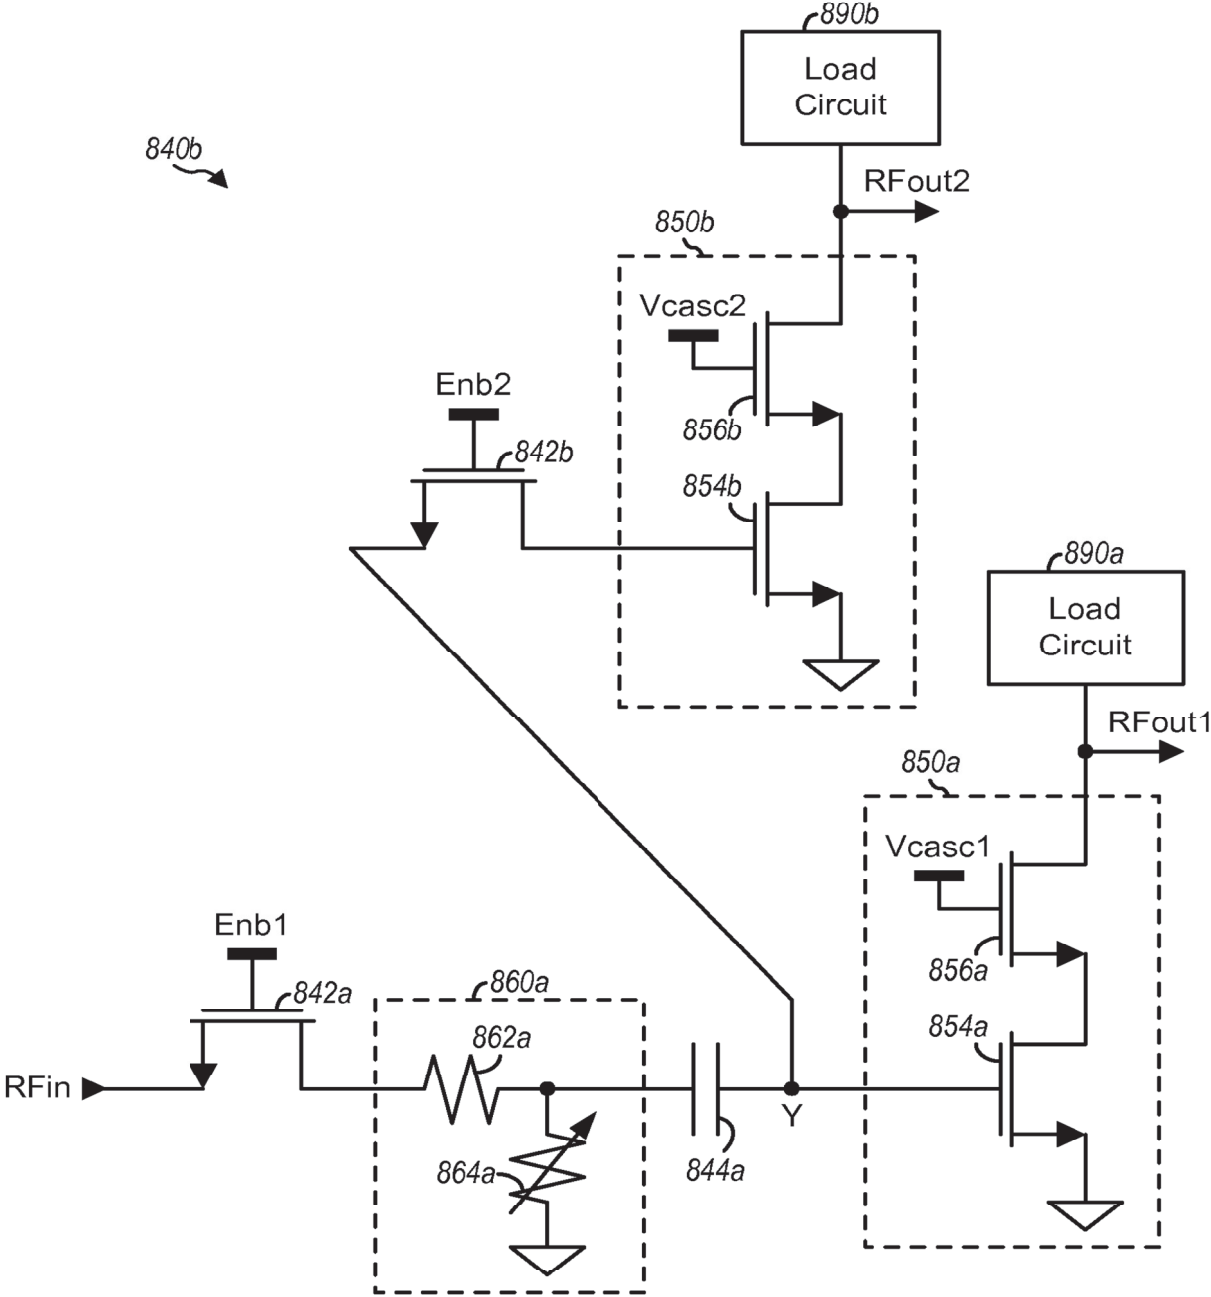 890b
Load
Circuit
840b
RFout2
850b
Vcasc2
Enb2
856b
842b
854b
890a
Load
Circuit
RFout1
850a
Vcasc1
Enb1
856a
860a
842a
854a
862a
RFin
Y
864a
844a